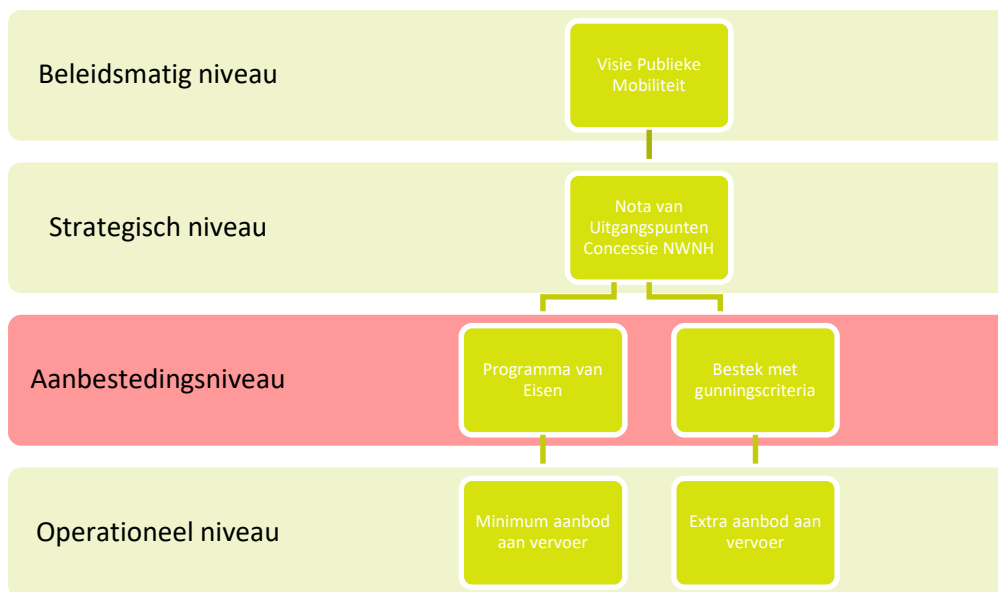 Beleidsmatig niveau
Visie Publieke
Mobiliteit
Strategisch niveau
Nota van
Uitgangspunten
Concessie NWNH
Aanbestedingsniveau
Programma van
Eisen
Bestek met
gunningscriteria
Operationeel niveau
Minimum aanbod
aan vervoer
Extra aanbod aan
vervoer